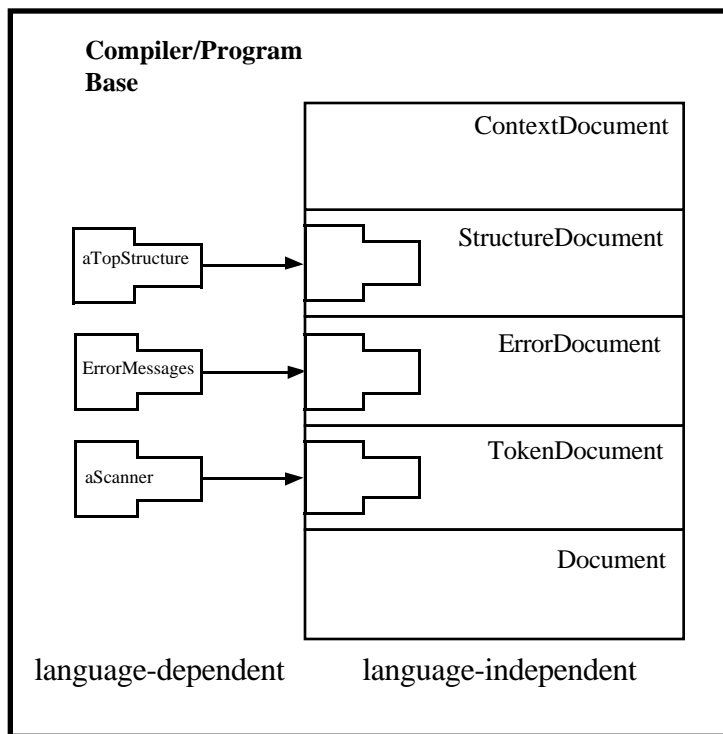 Compiler/Program
Base
ContextDocument
aTopStructure
StructureDocument
ErrorMessages
ErrorDocument
aScanner
TokenDocument
Document
language-dependent
language-independent